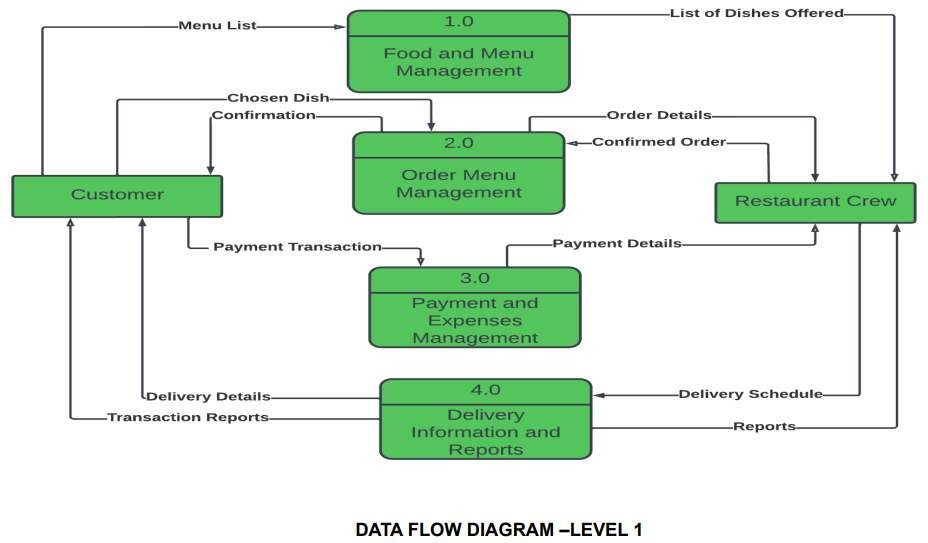 1.0
List of Dishes Offered
Menu List
Food and Menu
Management
Chosen Dish
Confirmation
Order Details
2.0
Confirmed Order
Order Menu
Management
Customer
Restaurant Crew
Payment Transaction
Payment Details
3.0
Payment and
Expenses
Management
4.0
Delivery Details
Delivery Schedule
Transaction Reports
Delivery
Information and
Reports
Reports
DATA FLOW DIAGRAM –LEVEL 1